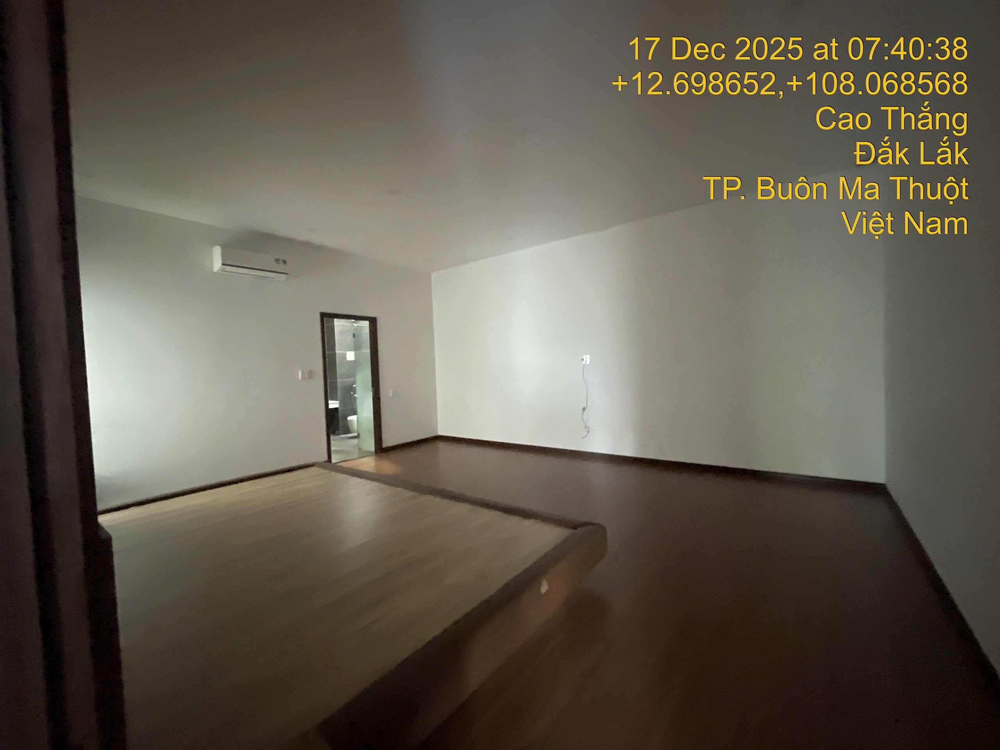 17 Dec 2025 at 07:40:38
+12.698652,+108.068568
Cao Thắng
Đắk Lắk
TP. Buôn Ma Thuột
Việt Nam